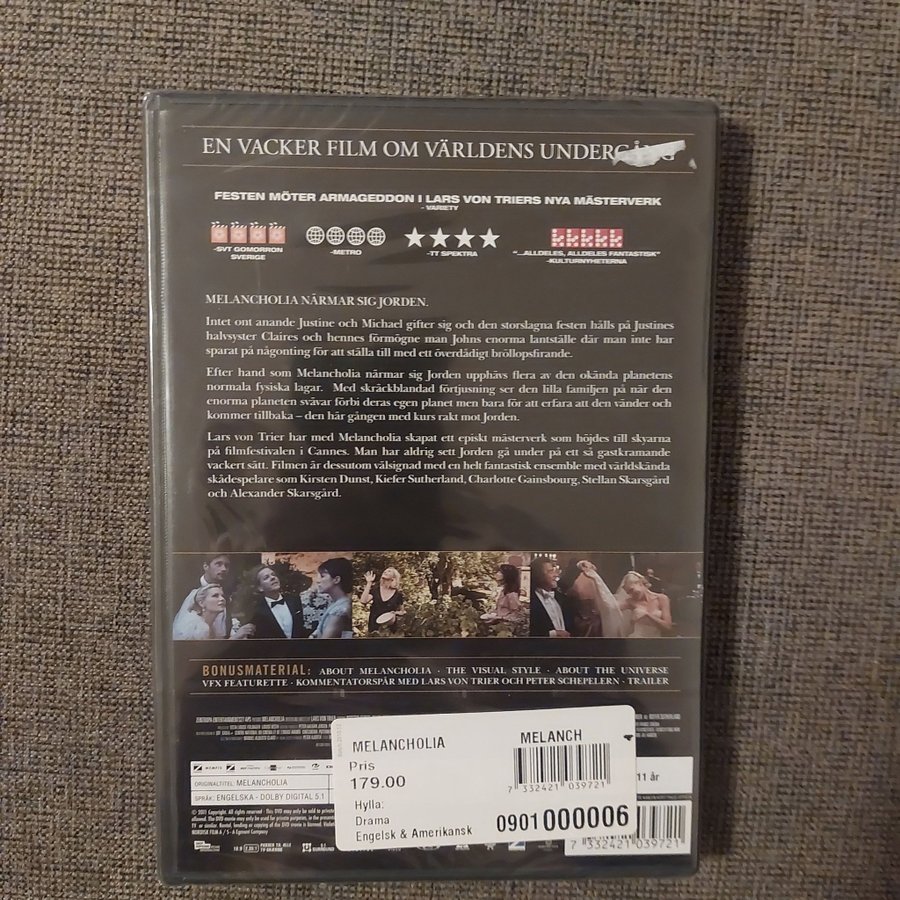 EN VACKER FILM OM VÄRLDENS UNDERGÅNG
FESTEN MÖTER ARMAGEDDON I LARS VON TRIERS NYA MÄSTERVERK
- VARIETY
-SVT GOMORRON SVERIGE
-METRO
-TT SPEKTRA
"...ALLDELES, ALLDELES FANTASTISK"
-KULTURNYHETERNA
MELANCHOLIA NÄRMAR SIG JORDEN.
Intet ont anande Justine och Michael gifter sig och den storslagna festen hålls på Justines
halvsyster Claires och hennes förmögne man Johns enorma lantställe där man inte har
sparat på någonting för att ställa till med ett överdådigt bröllopsfirande.
Efter hand som Melancholia närmar sig Jorden upphävs flera av den okända planetens
normala fysiska lagar. Med skräckblandad förtjusning ser den lilla familjen på när den
enorma planeten svävar förbi deras egen planet men bara för att erfara att den vänder och
kommer tillbaka – den här gången med kurs rakt mot Jorden.
Lars von Trier har med Melancholia skapat ett episkt mästerverk som höjdes till skyarna
på filmfestivalen i Cannes. Man har aldrig sett Jorden gå under på ett så gastkramande
vackert sätt. Filmen är dessutom välsignad med en helt fantastisk ensemble med världskända
skådespelare som Kirsten Dunst, Kiefer Sutherland, Charlotte Gainsbourg, Stellan Skarsgård
och Alexander Skarsgård.
BONUSMATERIAL: ABOUT MELANCHOLIA · THE VISUAL STYLE · ABOUT THE UNIVERSE
VFX FEATURETTE · KOMMENTATORSPÅR MED LARS VON TRIER OCH PETER SCHEPELERN · TRAILER
MELANCHOLIA
MELANCH
Pris
179.00
7 332421 039721
Hylla:
Drama
Engelsk & Amerikansk
0901000006
11 år
ORIGINALTITEL: MELANCHOLIA
SPRÅK: ENGELSKA - DOLBY DIGITAL 5.1
NORDISK FILM A / S - A Egmont Company
7 332421 039721